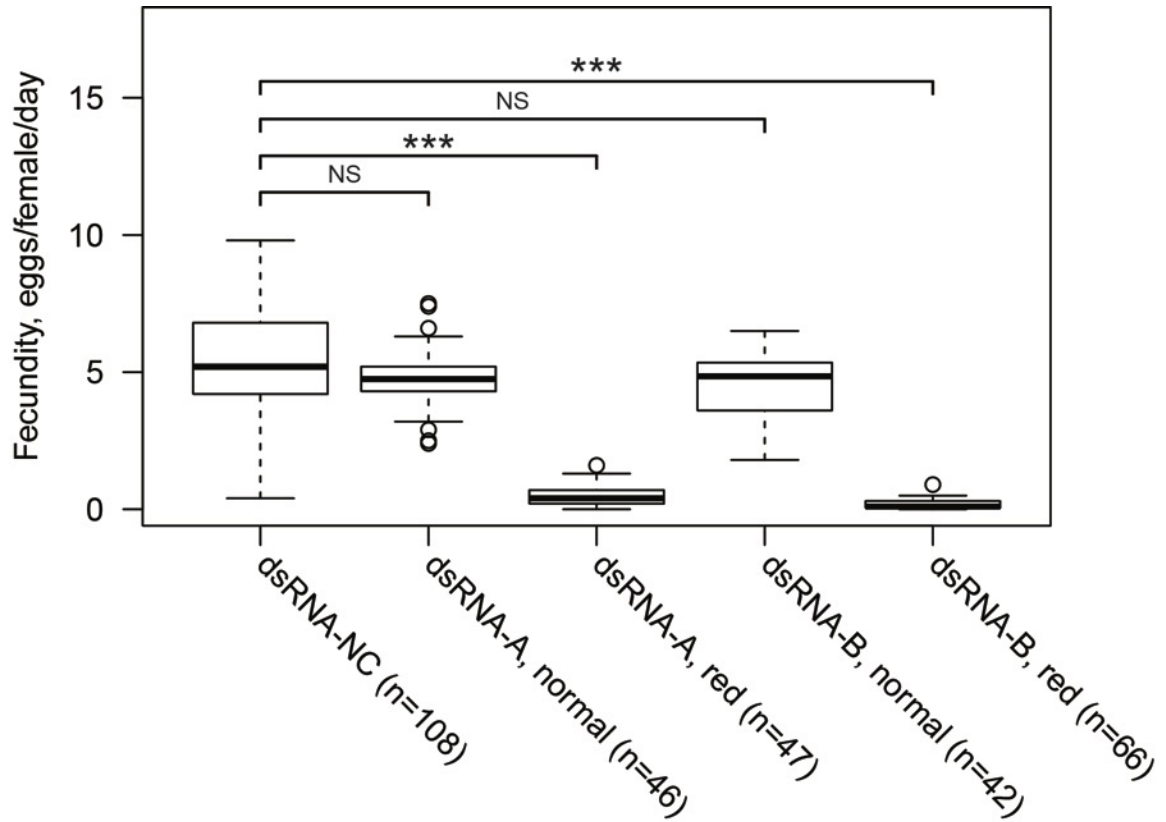 Fecundity, eggs/female/day
15
10
5
0
***
NS
***
NS
dsRNA-NC (n=108)
dsRNA-A, normal (n=46)
dsRNA-A, red (n=47)
dsRNA-B, normal (n=42)
dsRNA-B, red (n=66)